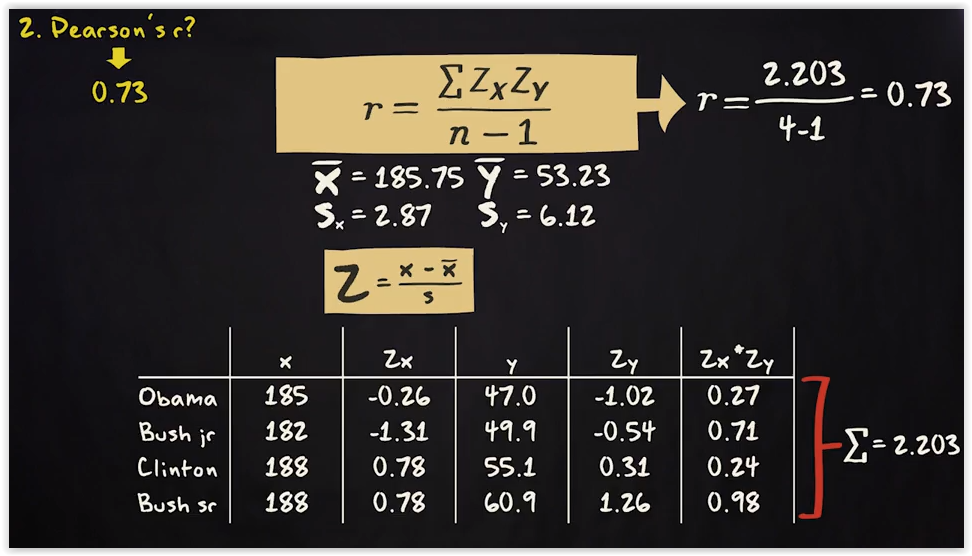 2. Pearson's r?
0.73
r = ΣZxZy / n − 1
r = 2.203 / 4-1 = 0.73
x̄ = 185.75 ȳ = 53.23
Sx = 2.87 Sy = 6.12
Z = x - x̄ / s
x Zx y Zy Zx*Zy
Obama 185 -0.26 47.0 -1.02 0.27
Bush jr 182 -1.31 49.9 -0.54 0.71
Clinton 188 0.78 55.1 0.31 0.24
Bush sr 188 0.78 60.9 1.26 0.98
Σ = 2.203